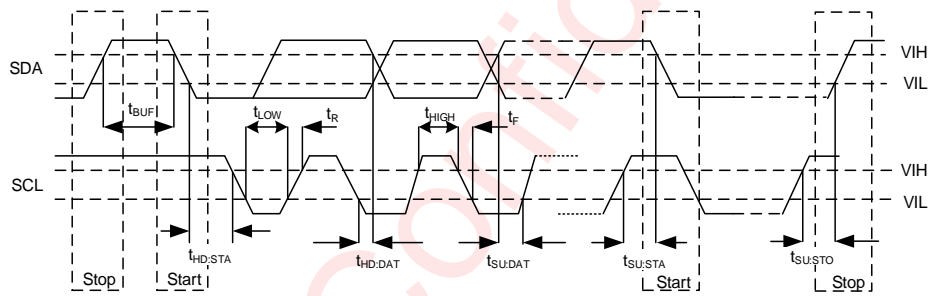 SDA
VIH
VIL
tBUF
tLOW
tR
tHIGH
tF
SCL
VIH
VIL
tHD:STA
tHD:DAT
tSU:DAT
tSU:STA
tSU:STO
Stop
Start
Start
Stop